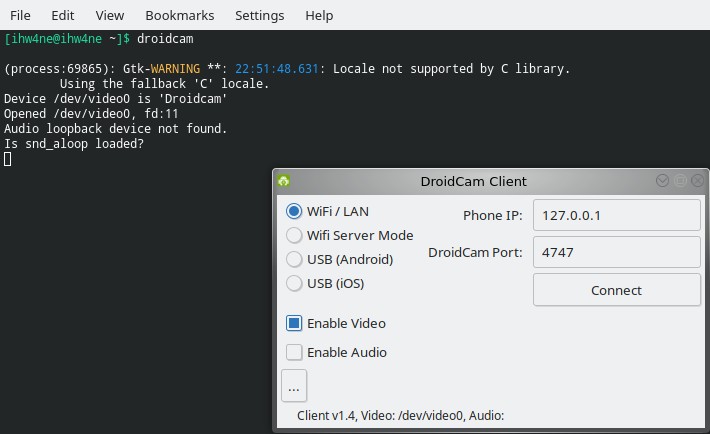 File Edit View Bookmarks Settings Help
[ihw4ne@ihw4ne ~]$ droidcam
(process:69865): Gtk-WARNING **: 22:51:48.631: Locale not supported by C library.
Using the fallback 'C' locale.
Device /dev/video0 is 'Droidcam'
Opened /dev/video0, fd:11
Audio loopback device not found.
Is snd_aloop loaded?
DroidCam Client
WiFi / LAN
Wifi Server Mode
USB (Android)
USB (iOS)
Phone IP: 127.0.0.1
DroidCam Port: 4747
Connect
Enable Video
Enable Audio
...
Client v1.4, Video: /dev/video0, Audio: